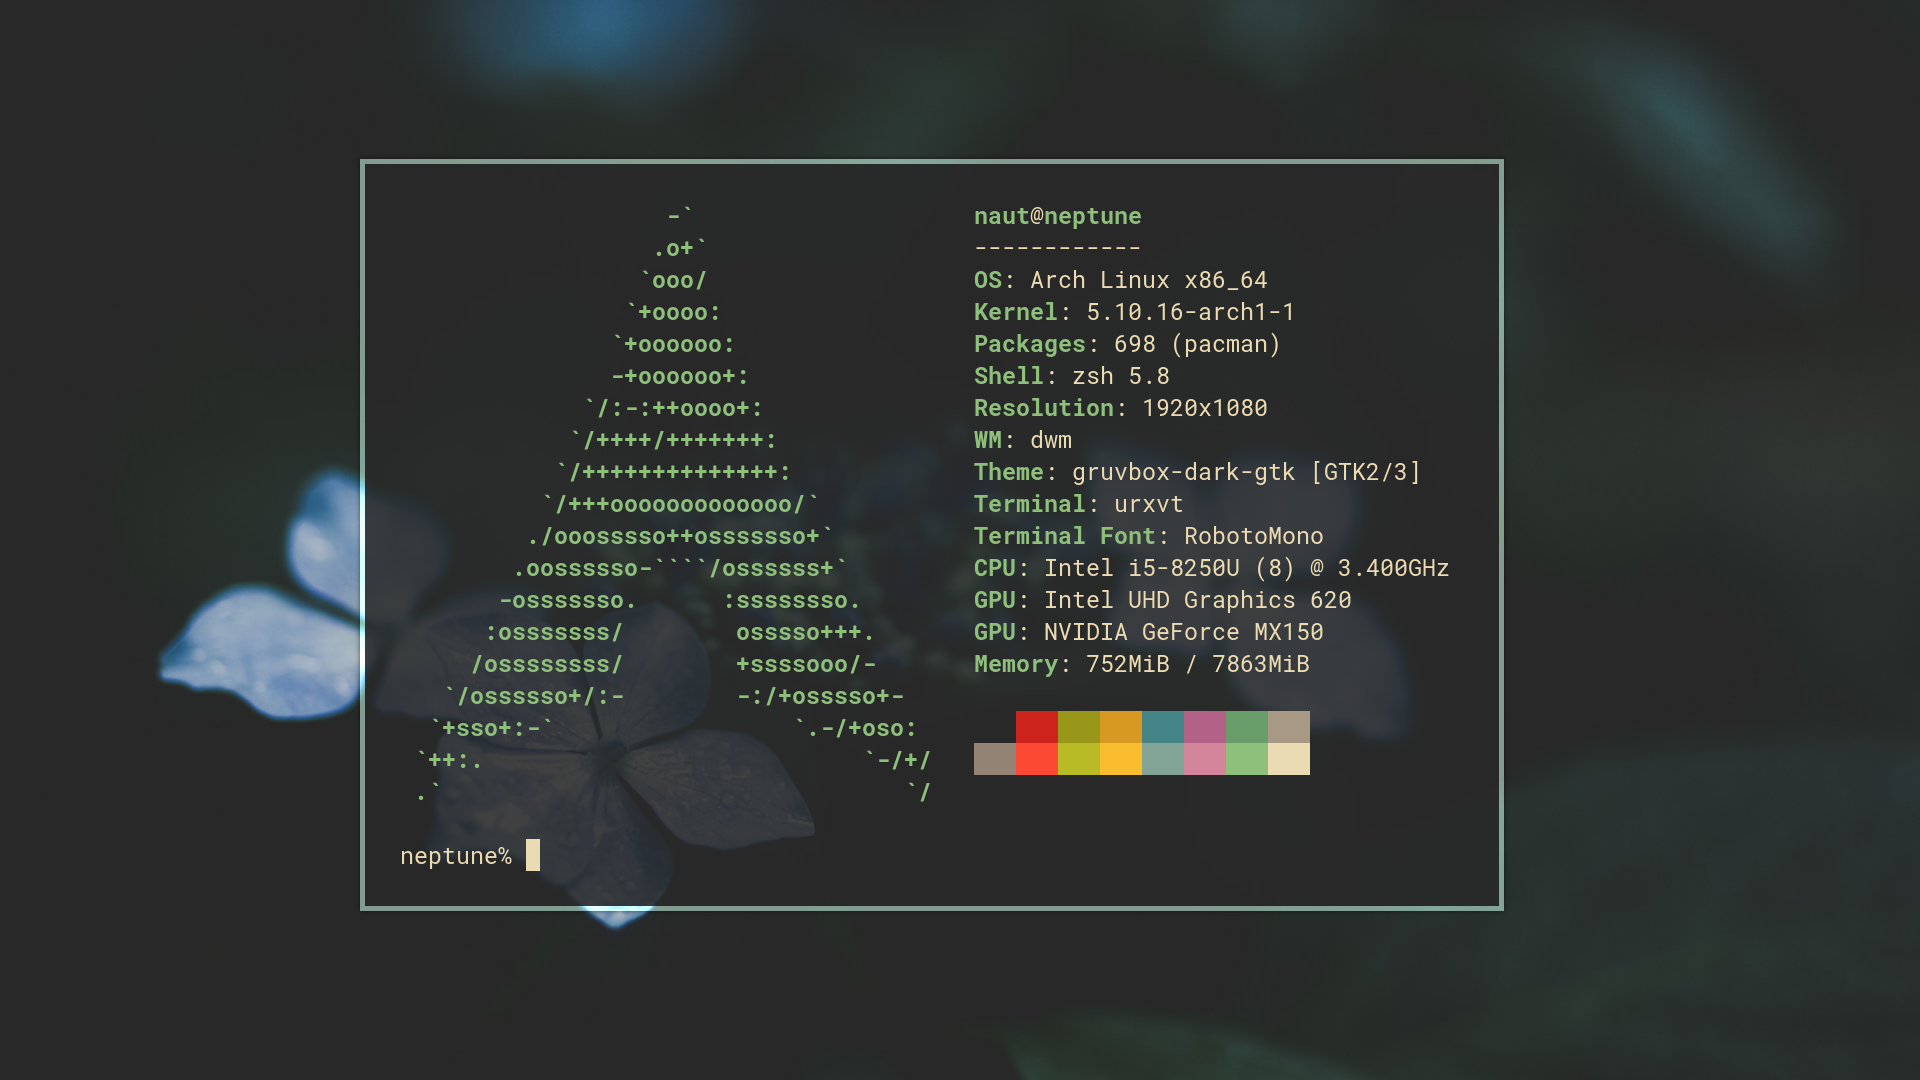 -`
                  .o+`
                 `ooo/
                `+oooo:
               `+oooooo:
               -+oooooo+:
             `/:-:++oooo+:
            `/++++/+++++++:
           `/++++++++++++++:
          `/+++ooooooooooooo/`
         ./ooosssso++osssssso+`
        .oossssso-````/ossssss+`
       -osssssso.      :ssssssso.
      :osssssss/        osssso+++.
     /ossssssss/        +ssssooo/-
   `/ossssso+/:-        -:/+osssso+-
  `+sso+:-`                 `.-/+oso:
 `++:.                           `-/+/
 .`                                 `/
naut@neptune
------------
OS: Arch Linux x86_64
Kernel: 5.10.16-arch1-1
Packages: 698 (pacman)
Shell: zsh 5.8
Resolution: 1920x1080
WM: dwm
Theme: gruvbox-dark-gtk [GTK2/3]
Terminal: urxvt
Terminal Font: RobotoMono
CPU: Intel i5-8250U (8) @ 3.400GHz
GPU: Intel UHD Graphics 620
GPU: NVIDIA GeForce MX150
Memory: 752MiB / 7863MiB
neptune%